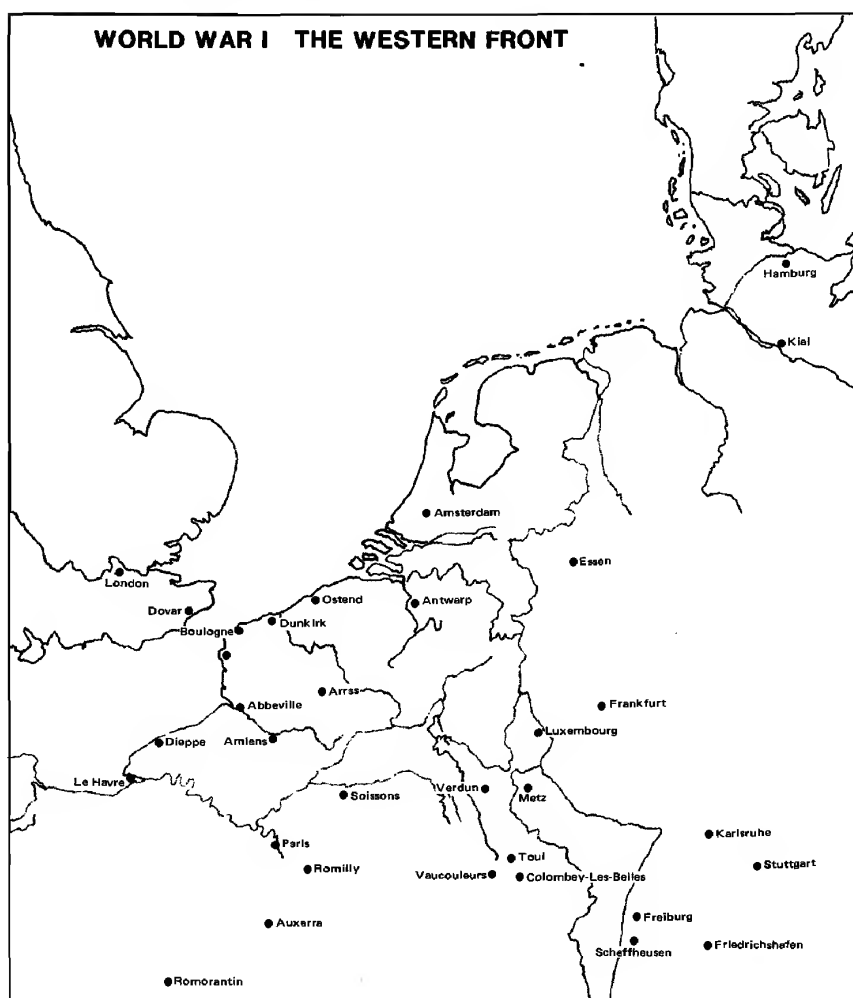 WORLD WAR I THE WESTERN FRONT
Hamburg
Kial
Amsterdam
Essen
London
Ostend
Antwerp
Dovar
Dunkirk
Boulogne
Arrss
Abbeville
Frankfurt
Luxembourg
Dieppe
Amlens
Le Havre
Soissons
Verdun
Metz
Karlsruhe
Paris
Toul
Stuttgart
Romilly
Vaucouleurs
Colombey-Les-Belles
Freiburg
Auxerra
Scheffheusen
Friedrichshafen
Romorantin